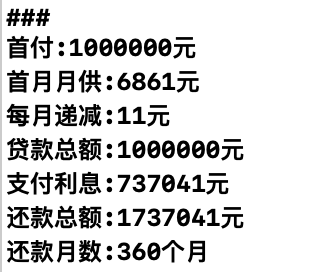 ###
首付:1000000元
首月月供:6861元
每月递减:11元
贷款总额:1000000元
支付利息:737041元
还款总额:1737041元
还款月数:360个月